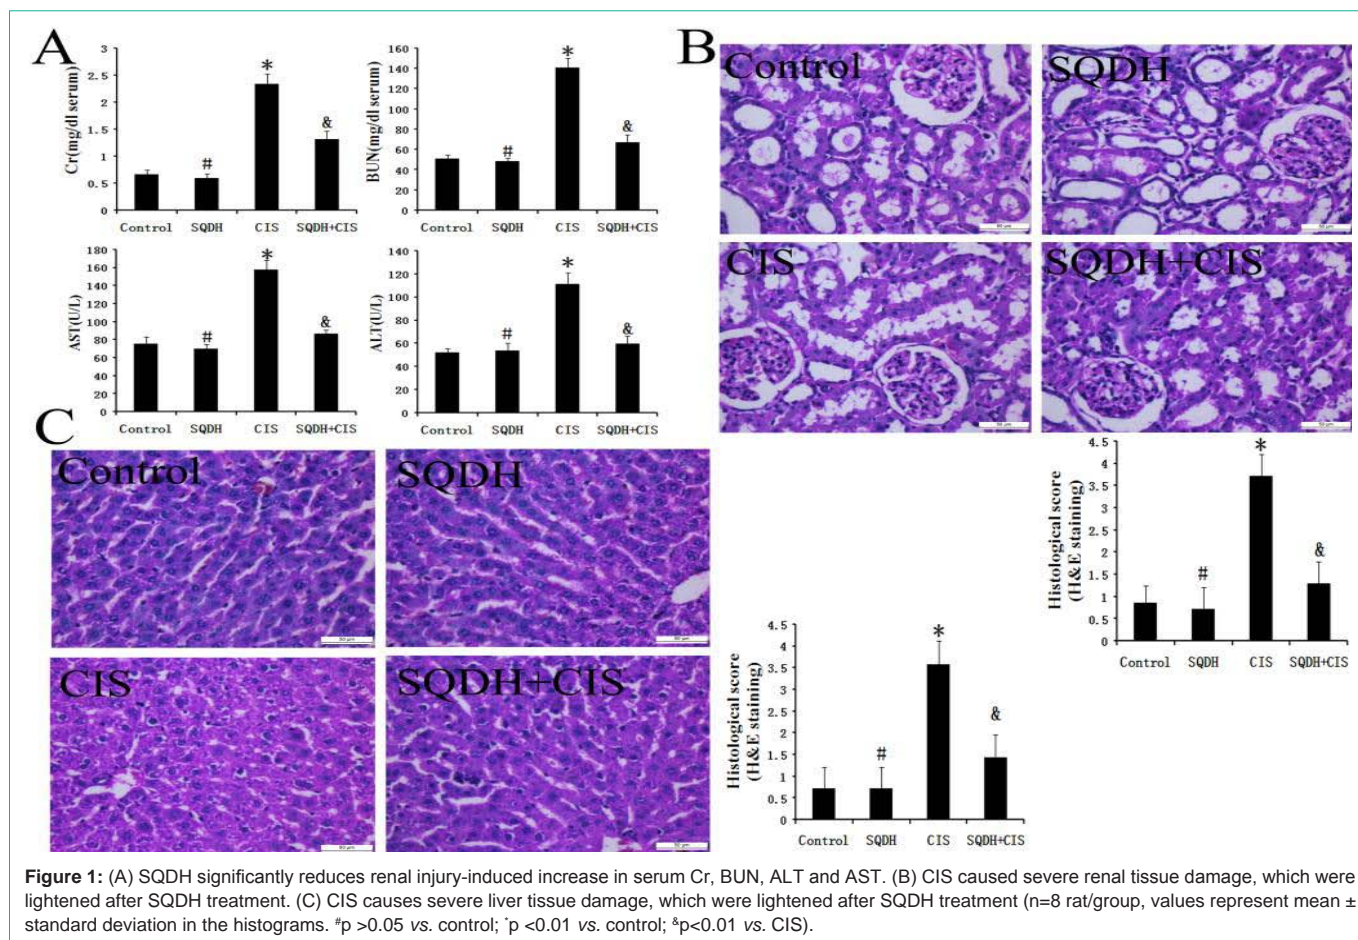 A
Cr(mg/dl serum)
3
2.5
2
1.5
1
0.5
0
*
#
&
Control SQDH CIS SQDH+CIS
BUN(mg/dl serum)
160
140
120
100
80
60
40
20
0
*
#
&
Control SQDH CIS SQDH+CIS
AST(U/L)
180
160
140
120
100
80
60
40
20
0
*
#
&
Control SQDH CIS SQDH+CIS
ALT(U/L)
140
120
100
80
60
40
20
0
*
#
&
Control SQDH CIS SQDH+CIS
B
Control
SQDH
50 μm
CIS
SQDH+CIS
50 μm
50 μm
Histological score
(H&E staining)
4.5
4
3.5
3
2.5
2
1.5
1
0.5
0
*
#
&
Control SQDH CIS SQDH+CIS
C
Control
SQDH
50 μm
CIS
SQDH+CIS
Histological score
(H&E staining)
4.5
4
3.5
3
2.5
2
1.5
1
0.5
0
*
#
&
Control SQDH CIS SQDH+CIS
Figure 1: (A) SQDH significantly reduces renal injury-induced increase in serum Cr, BUN, ALT and AST. (B) CIS caused severe renal tissue damage, which were
lightened after SQDH treatment. (C) CIS causes severe liver tissue damage, which were lightened after SQDH treatment (n=8 rat/group, values represent mean ±
standard deviation in the histograms. #p >0.05 vs. control; *p <0.01 vs. control; &p<0.01 vs. CIS).